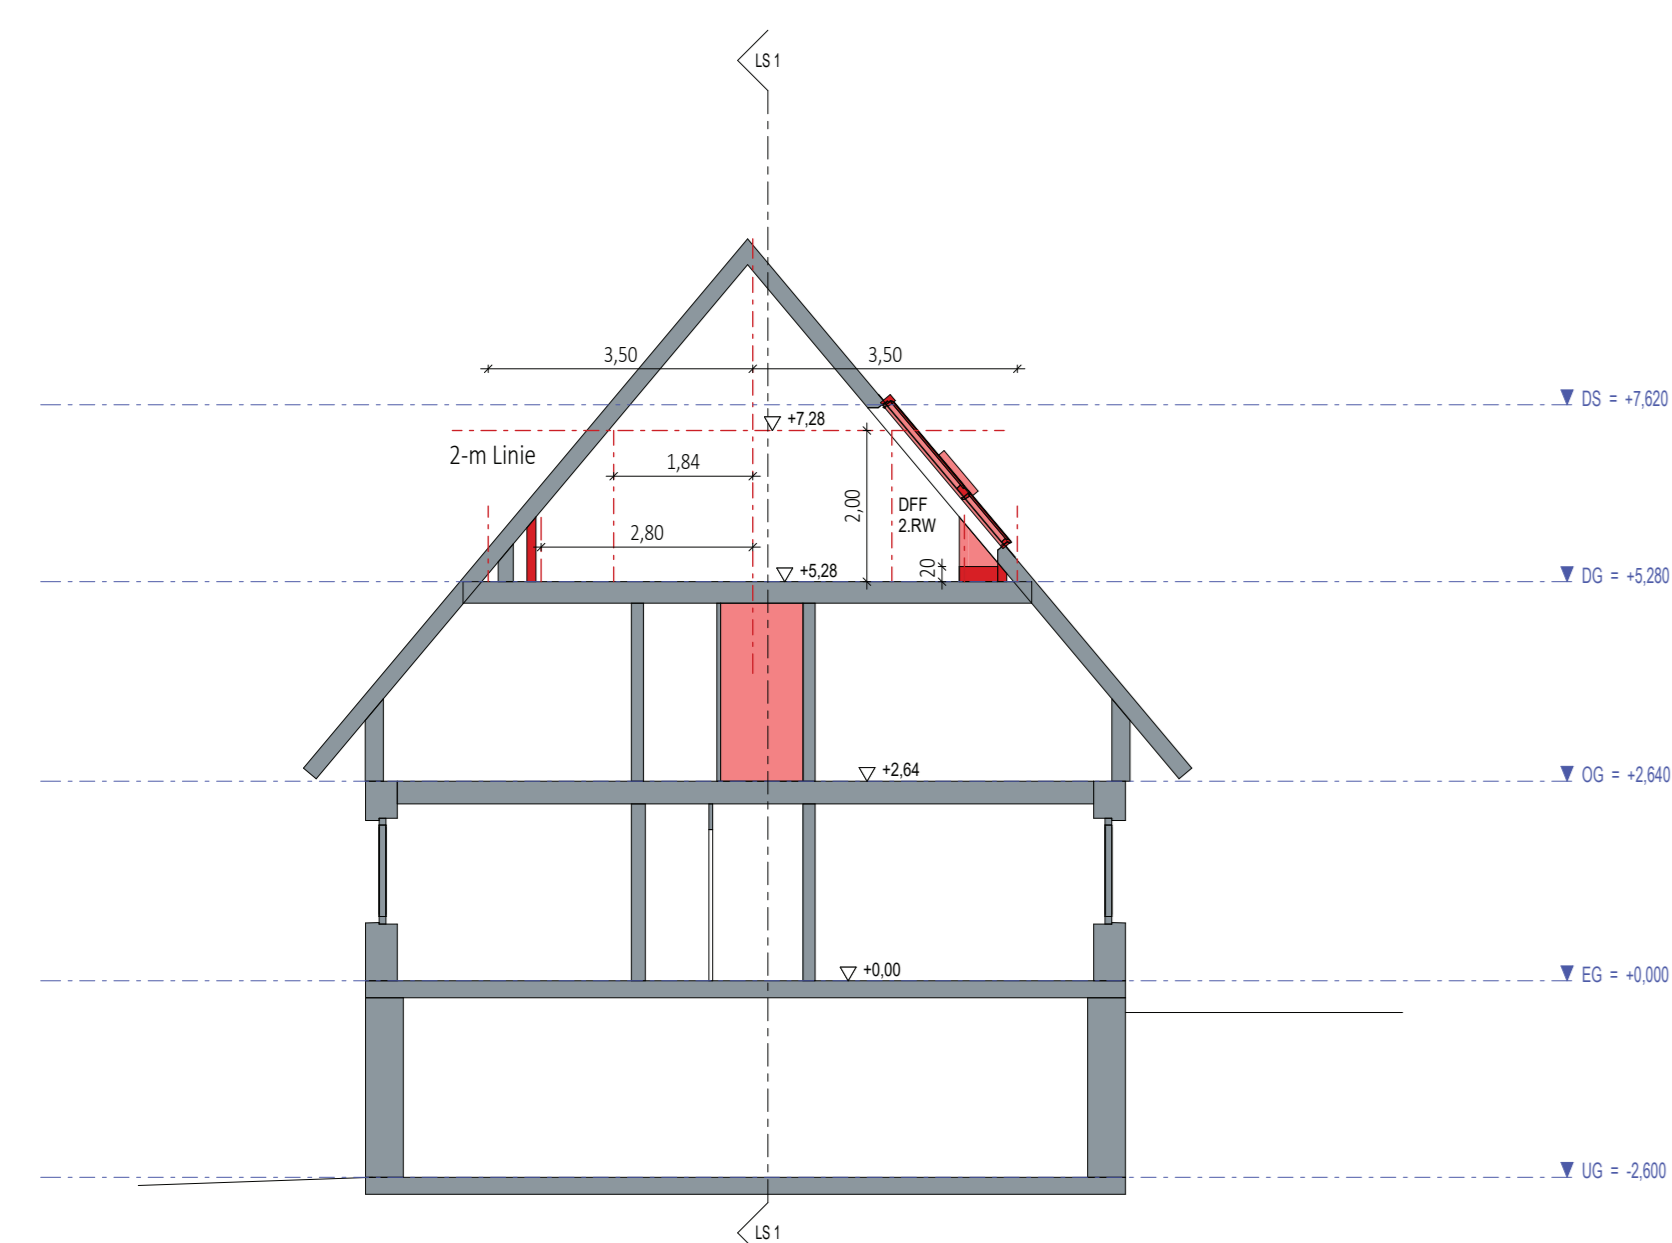 LS 1
3,50
3,50
DS = +7,620
+7,28
2-m Linie
1,84
2,00
DFF
2.RW
2,80
20
+5,28
DG = +5,280
+2,64
OG = +2,640
+0,00
EG = +0,000
UG = -2,600
LS 1